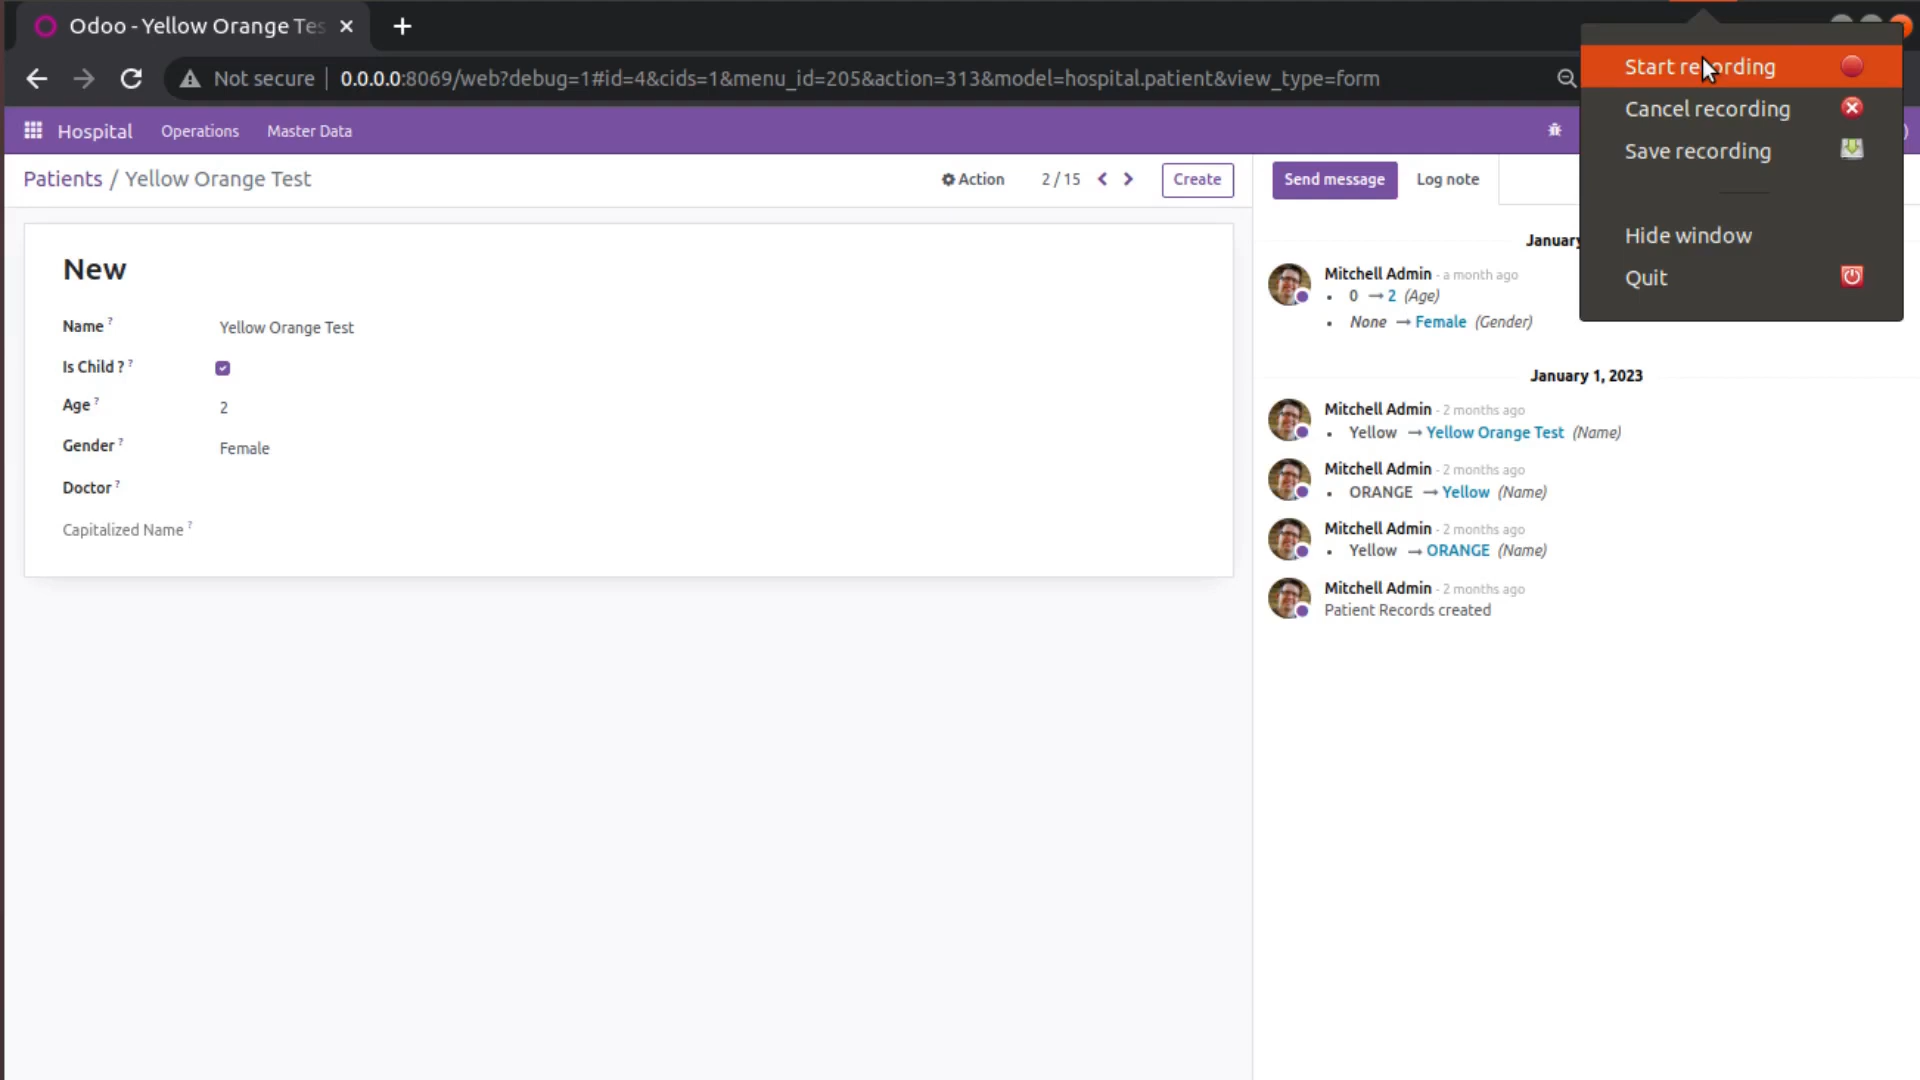 Odoo - Yellow Orange Tes
Not secure
0.0.0.0:8069/web?debug=1#id=4&cids=1&menu_id=205&action=313&model=hospital.patient&view_type=form
Start recording
Cancel recording
Save recording
Hide window
Quit
Hospital
Operations
Master Data
Patients / Yellow Orange Test
Action
2 / 15
Create
Send message
Log note
New
Name ?
Yellow Orange Test
Is Child ? ?
Age ?
2
Gender ?
Female
Doctor ?
Capitalized Name ?
January
Mitchell Admin - a month ago
• 0 → 2 (Age)
• None → Female (Gender)
January 1, 2023
Mitchell Admin - 2 months ago
• Yellow → Yellow Orange Test (Name)
Mitchell Admin - 2 months ago
• ORANGE → Yellow (Name)
Mitchell Admin - 2 months ago
• Yellow → ORANGE (Name)
Mitchell Admin - 2 months ago
Patient Records created